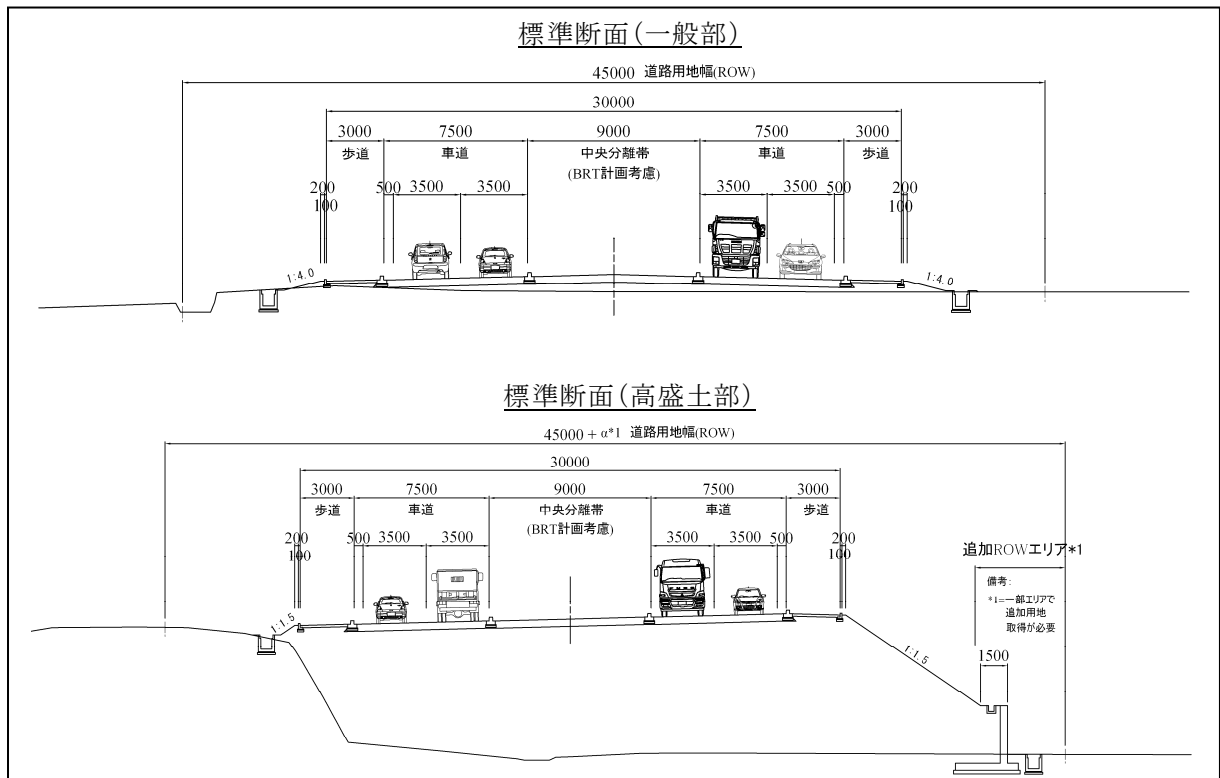 標準断面(一般部)
45000 道路用地幅(ROW)
30000
3000 7500 9000 7500 3000
歩道 車道 中央分離帯 車道 歩道
(BRT計画考慮)
200 500 3500 3500 3500 3500 500 200
100 100
1:4.0 1:4.0
標準断面(高盛土部)
45000 + α*1 道路用地幅(ROW)
30000
3000 7500 9000 7500 3000
歩道 車道 中央分離帯 車道 歩道
(BRT計画考慮)
200 500 3500 3500 3500 3500 500 200
100 100
追加ROWエリア*1
備考:
*1=一部エリアで
追加用地
取得が必要
1500
1:1.5 1:1.5